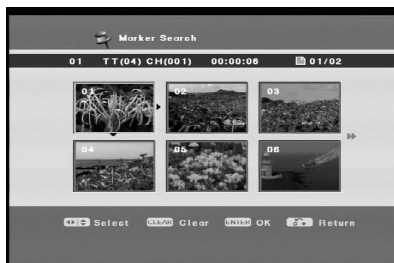 Marker Search
01 TT(04) CH(001) 00:00:06 01/02
01 02 03
04 05 06
Select CLEAR Clear ENTER OK Return